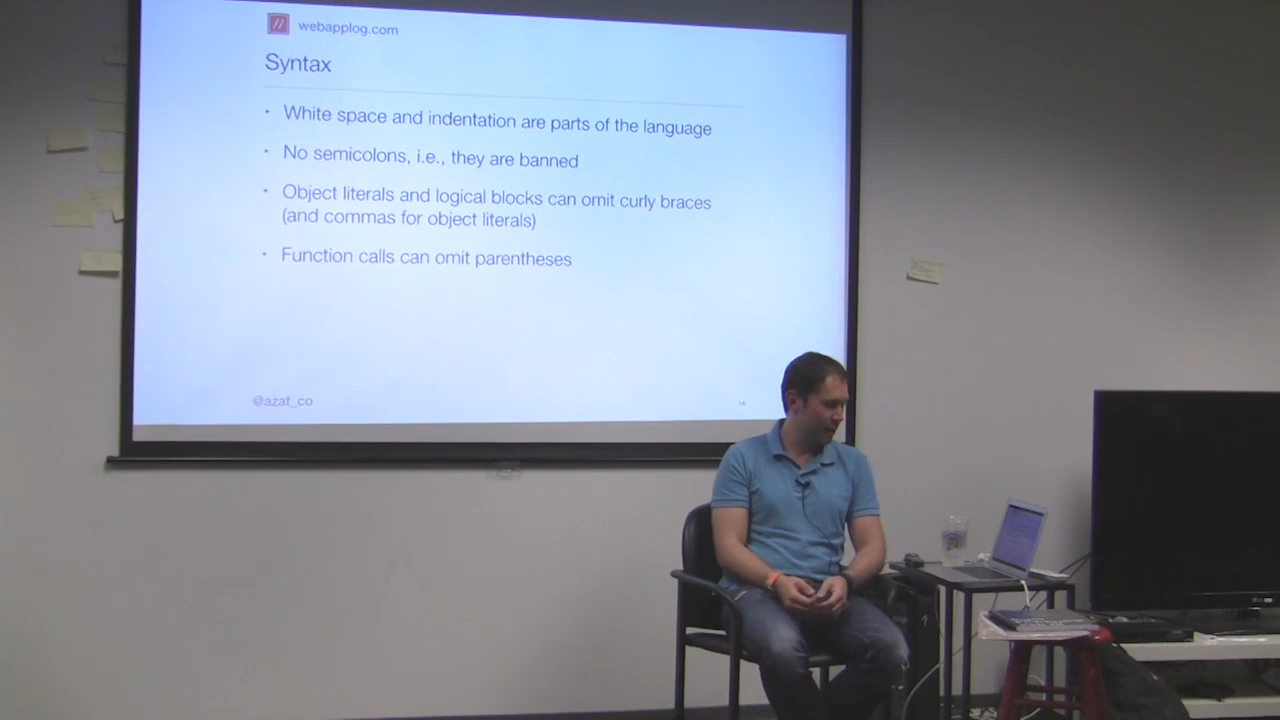 webapplog.com
Syntax
• White space and indentation are parts of the language
• No semicolons, i.e., they are banned
• Object literals and logical blocks can omit curly braces
(and commas for object literals)
• Function calls can omit parentheses
@azat_co